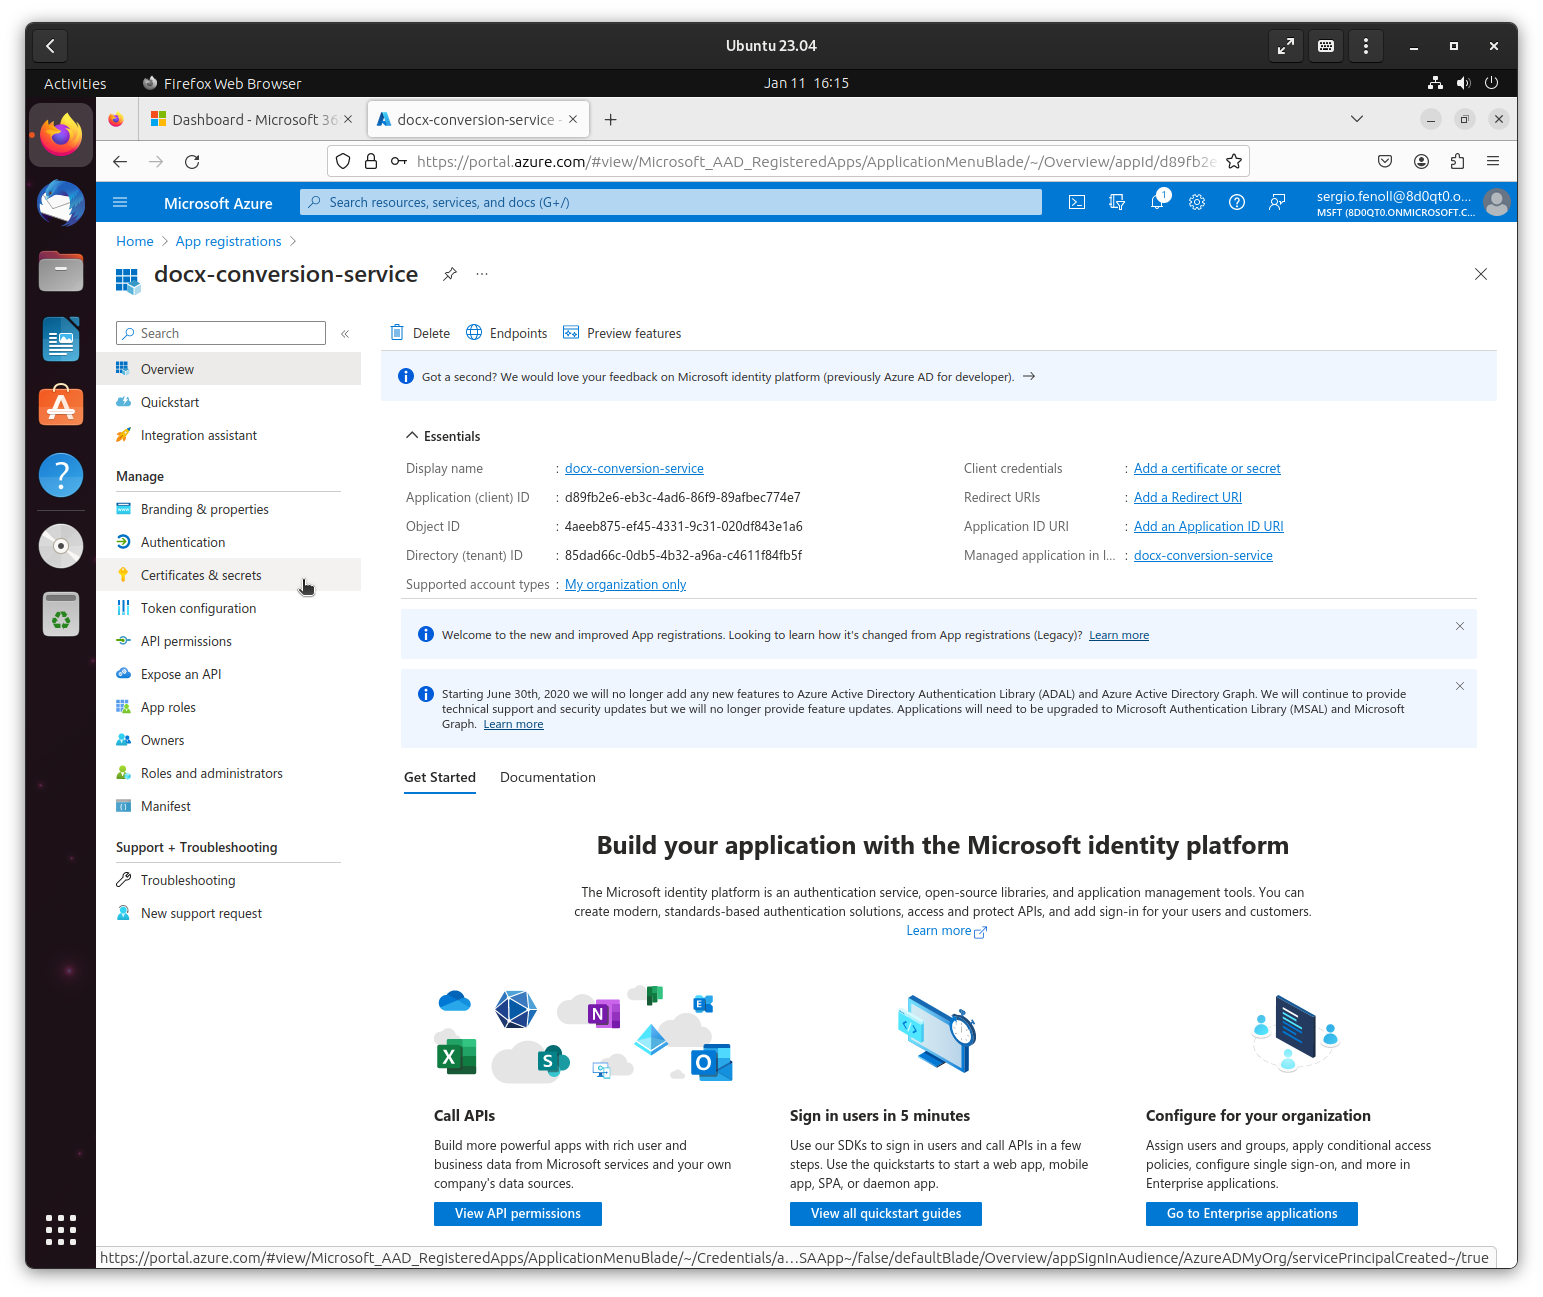 Ubuntu 23.04
Activities
Firefox Web Browser
Jan 11 16:15
Dashboard - Microsoft 36
docx-conversion-service -
https://portal.azure.com/#view/Microsoft_AAD_RegisteredApps/ApplicationMenuBlade/~/Overview/appId/d89fb2e
Microsoft Azure
Search resources, services, and docs (G+/)
1
sergio.fenoll@8d0qt0.o...
MSFT (8D0QT0.ONMICROSOFT.C...
Home
App registrations
docx-conversion-service
Search
Delete
Endpoints
Preview features
Overview
Quickstart
Integration assistant
Manage
Branding & properties
Authentication
Certificates & secrets
Token configuration
API permissions
Expose an API
App roles
Owners
Roles and administrators
Manifest
Support + Troubleshooting
Troubleshooting
New support request
Got a second? We would love your feedback on Microsoft identity platform (previously Azure AD for developer).
Essentials
Display name : docx-conversion-service
Application (client) ID : d89fb2e6-eb3c-4ad6-86f9-89afbec774e7
Object ID : 4aeeb875-ef45-4331-9c31-020df843e1a6
Directory (tenant) ID : 85dad66c-0db5-4b32-a96a-c4611f84fb5f
Supported account types : My organization only
Client credentials : Add a certificate or secret
Redirect URIs : Add a Redirect URI
Application ID URI : Add an Application ID URI
Managed application in l... : docx-conversion-service
Welcome to the new and improved App registrations. Looking to learn how it's changed from App registrations (Legacy)? Learn more
Starting June 30th, 2020 we will no longer add any new features to Azure Active Directory Authentication Library (ADAL) and Azure Active Directory Graph. We will continue to provide
technical support and security updates but we will no longer provide feature updates. Applications will need to be upgraded to Microsoft Authentication Library (MSAL) and Microsoft
Graph. Learn more
Get Started
Documentation
Build your application with the Microsoft identity platform
The Microsoft identity platform is an authentication service, open-source libraries, and application management tools. You can
create modern, standards-based authentication solutions, access and protect APIs, and add sign-in for your users and customers.
Learn more
Call APIs
Build more powerful apps with rich user and
business data from Microsoft services and your own
company's data sources.
View API permissions
Sign in users in 5 minutes
Use our SDKs to sign in users and call APIs in a few
steps. Use the quickstarts to start a web app, mobile
app, SPA, or daemon app.
View all quickstart guides
Configure for your organization
Assign users and groups, apply conditional access
policies, configure single sign-on, and more in
Enterprise applications.
Go to Enterprise applications
https://portal.azure.com/#view/Microsoft_AAD_RegisteredApps/ApplicationMenuBlade/~/Credentials/a…SAApp~/false/defaultBlade/Overview/appSignInAudience/AzureADMyOrg/servicePrincipalCreated~/true